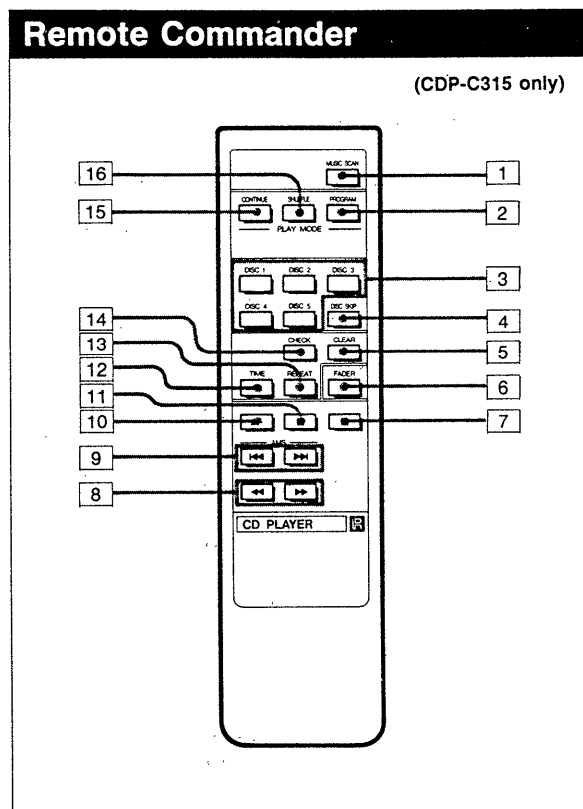 Remote Commander
(CDP-C315 only)
MUSIC SCAN
16
1
CONTINUE SHUFFLE PROGRAM
15
2
PLAY MODE
DISC 1 DISC 2 DISC 3
3
DISC 4 DISC 5 DISC SKIP
14
4
CHECK CLEAR
13
5
12
TIME REPEAT FADER
6
11
10
7
AMS
9
8
CD PLAYER